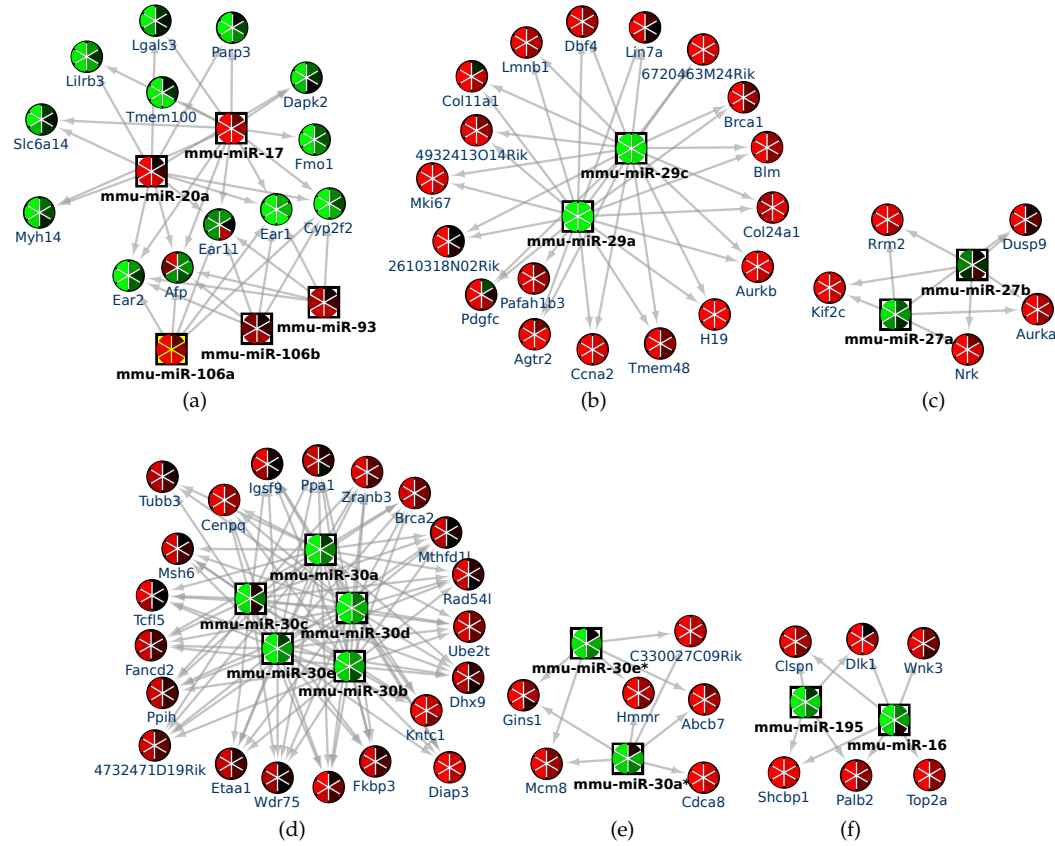 Lgals3
Parp3
Lilrb3
Dapk2
Tmem100
Slc6a14
mmu-miR-17
Fmo1
mmu-miR-20a
Myh14
Ear11
Ear1
Cyp2f2
Ear2
Afp
mmu-miR-93
mmu-miR-106b
mmu-miR-106a
(a)
Dbf4
Lin7a
Lmnb1
6720463M24Rik
Col11a1
Brca1
4932413O14Rik
mmu-miR-29c
Blm
Mki67
Col24a1
mmu-miR-29a
2610318N02Rik
Aurkb
Pafah1b3
Pdgfc
H19
Agtr2
Tmem48
Ccna2
(b)
Rrm2
Dusp9
mmu-miR-27b
Kif2c
Aurka
mmu-miR-27a
Nrk
(c)
Igsf9
Ppa1
Zranb3
Tubb3
Cenpq
Brca2
Mthfd1l
Msh6
mmu-miR-30a
Rad54l
Tcfl5
mmu-miR-30c
mmu-miR-30d
Ube2t
Fancd2
mmu-miR-30e
mmu-miR-30b
Dhx9
Ppih
Kntc1
4732471D19Rik
Etaa1
Wdr75
Fkbp3
Diap3
(d)
C330027C09Rik
mmu-miR-30e*
Gins1
Hmmr
Abcb7
Mcm8
mmu-miR-30a*
Cdca8
(e)
Clspn
Dlk1
Wnk3
mmu-miR-195
mmu-miR-16
Shcbp1
Palb2
Top2a
(f)